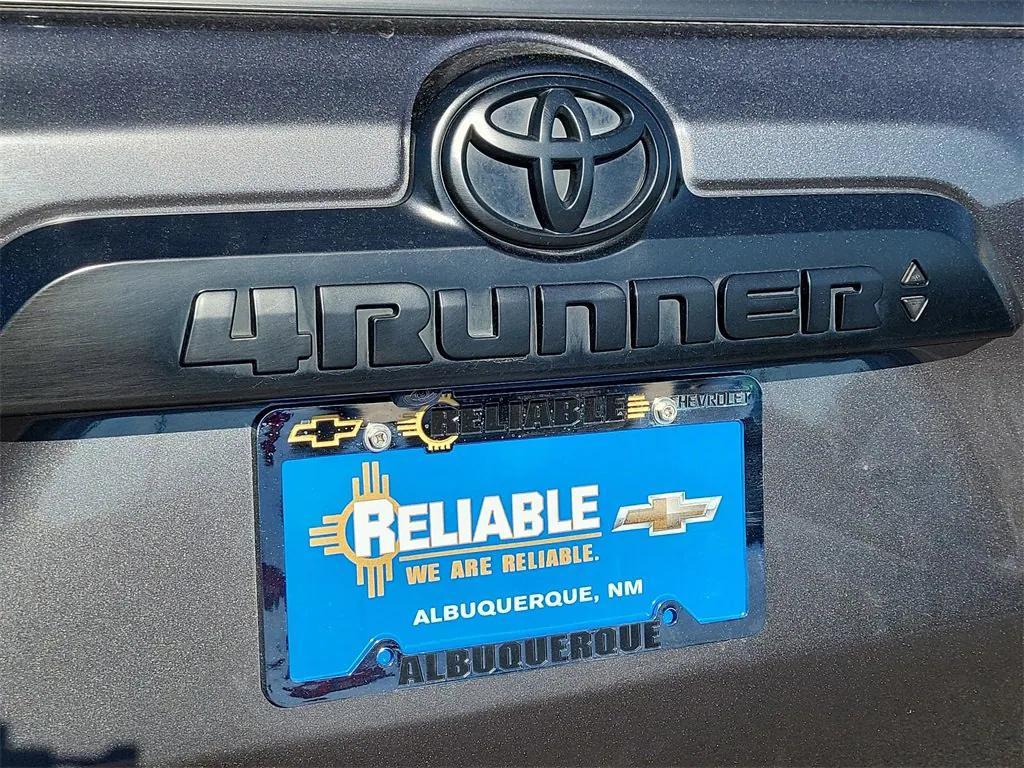 4RUNNER
RELIABLE
CHEVROLET
RELIABLE
WE ARE RELIABLE.
ALBUQUERQUE, NM
ALBUQUERQUE